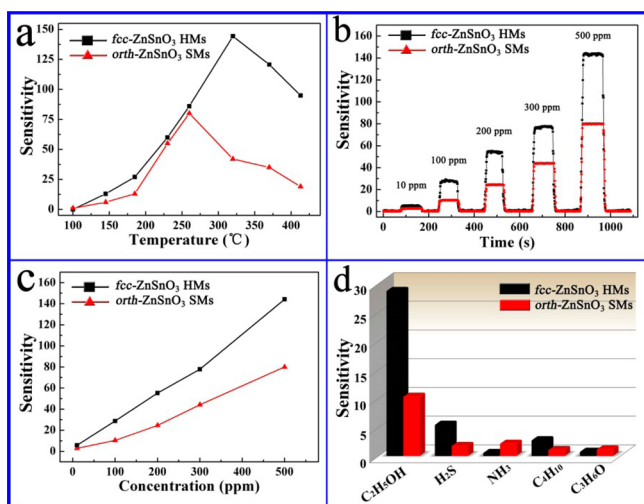 a
fcc-ZnSnO₃ HMs
orth-ZnSnO₃ SMs
Sensitivity
150
125
100
75
50
25
0
100 150 200 250 300 350 400
Temperature (℃)
b
fcc-ZnSnO₃ HMs
orth-ZnSnO₃ SMs
Sensitivity
160
140
120
100
80
60
40
20
0
10 ppm
100 ppm
200 ppm
300 ppm
500 ppm
0 200 400 600 800 1000
Time (s)
c
fcc-ZnSnO₃ HMs
orth-ZnSnO₃ SMs
Sensitivity
160
140
120
100
80
60
40
20
0
0 100 200 300 400 500
Concentration (ppm)
d
fcc-ZnSnO₃ HMs
orth-ZnSnO₃ SMs
Sensitivity
30
25
20
15
10
5
0
C₂H₅OH
H₂S
NH₃
C₄H₁₀
C₃H₆O